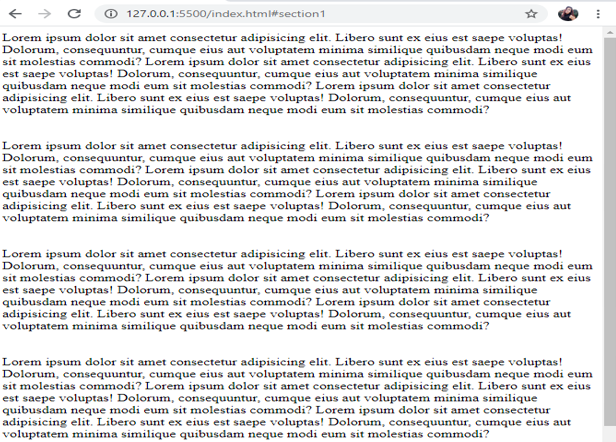 127.0.0.1:5500/index.html#section1
Lorem ipsum dolor sit amet consectetur adipisicing elit. Libero sunt ex eius est saepe voluptas!
Dolorum, consequuntur, cumque eius aut voluptatem minima similique quibusdam neque modi eum
sit molestias commodi? Lorem ipsum dolor sit amet consectetur adipisicing elit. Libero sunt ex eius
est saepe voluptas! Dolorum, consequuntur, cumque eius aut voluptatem minima similique
quibusdam neque modi eum sit molestias commodi? Lorem ipsum dolor sit amet consectetur
adipisicing elit. Libero sunt ex eius est saepe voluptas! Dolorum, consequuntur, cumque eius aut
voluptatem minima similique quibusdam neque modi eum sit molestias commodi?
Lorem ipsum dolor sit amet consectetur adipisicing elit. Libero sunt ex eius est saepe voluptas!
Dolorum, consequuntur, cumque eius aut voluptatem minima similique quibusdam neque modi eum
sit molestias commodi? Lorem ipsum dolor sit amet consectetur adipisicing elit. Libero sunt ex eius
est saepe voluptas! Dolorum, consequuntur, cumque eius aut voluptatem minima similique
quibusdam neque modi eum sit molestias commodi? Lorem ipsum dolor sit amet consectetur
adipisicing elit. Libero sunt ex eius est saepe voluptas! Dolorum, consequuntur, cumque eius aut
voluptatem minima similique quibusdam neque modi eum sit molestias commodi?
Lorem ipsum dolor sit amet consectetur adipisicing elit. Libero sunt ex eius est saepe voluptas!
Dolorum, consequuntur, cumque eius aut voluptatem minima similique quibusdam neque modi eum
sit molestias commodi? Lorem ipsum dolor sit amet consectetur adipisicing elit. Libero sunt ex eius
est saepe voluptas! Dolorum, consequuntur, cumque eius aut voluptatem minima similique
quibusdam neque modi eum sit molestias commodi? Lorem ipsum dolor sit amet consectetur
adipisicing elit. Libero sunt ex eius est saepe voluptas! Dolorum, consequuntur, cumque eius aut
voluptatem minima similique quibusdam neque modi eum sit molestias commodi?
Lorem ipsum dolor sit amet consectetur adipisicing elit. Libero sunt ex eius est saepe voluptas!
Dolorum, consequuntur, cumque eius aut voluptatem minima similique quibusdam neque modi eum
sit molestias commodi? Lorem ipsum dolor sit amet consectetur adipisicing elit. Libero sunt ex eius
est saepe voluptas! Dolorum, consequuntur, cumque eius aut voluptatem minima similique
quibusdam neque modi eum sit molestias commodi? Lorem ipsum dolor sit amet consectetur
adipisicing elit. Libero sunt ex eius est saepe voluptas! Dolorum, consequuntur, cumque eius aut
voluptatem minima similique quibusdam neque modi eum sit molestias commodi?